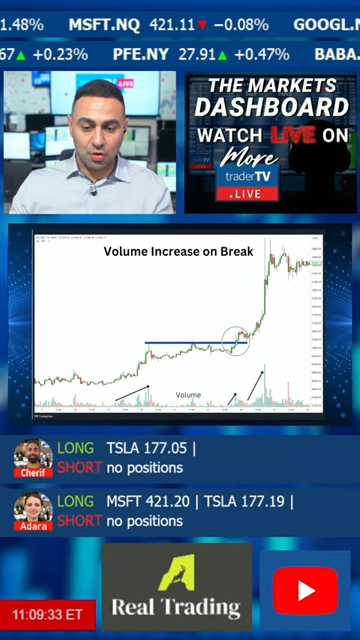 1.48% MSFT.NQ 421.11▼ −0.08% GOOGL.N
67▲ +0.23% PFE.NY 27.91▲ +0.47% BABA.
THE MARKETS
DASHBOARD
WATCH LIVE ON
More
traderTV
.LIVE
Volume Increase on Break
Volume
LONG TSLA 177.05 |
SHORT no positions
Cherif
LONG MSFT 421.20 | TSLA 177.19 |
SHORT no positions
Adara
Real Trading
11:09:33 ET